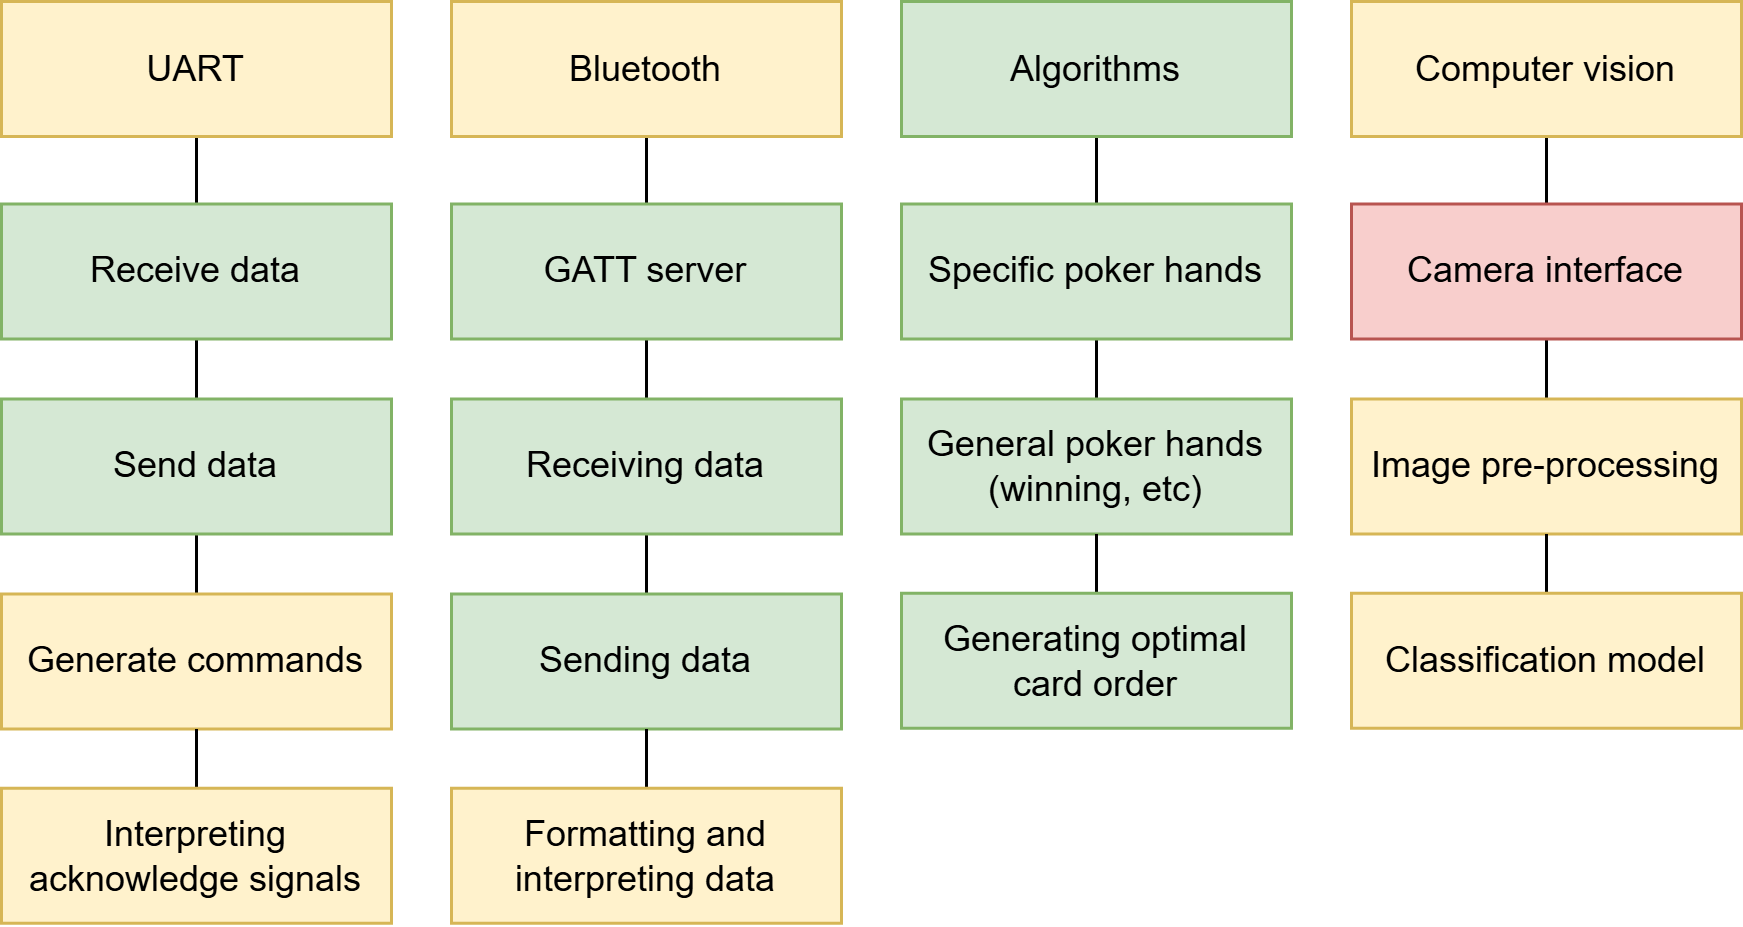 UART
Receive data
Send data
Generate commands
Interpreting
acknowledge signals
Bluetooth
GATT server
Receiving data
Sending data
Formatting and
interpreting data
Algorithms
Specific poker hands
General poker hands
(winning, etc)
Generating optimal
card order
Computer vision
Camera interface
Image pre-processing
Classification model